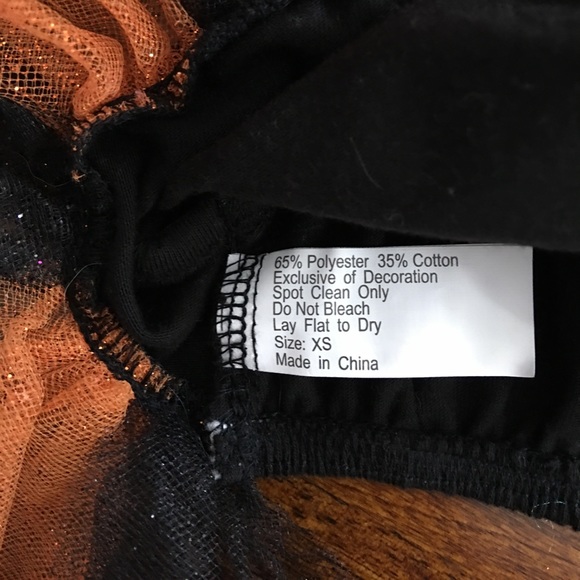 65% Polyester 35% Cotton
Exclusive of Decoration
Spot Clean Only
Do Not Bleach
Lay Flat to Dry
Size: XS
Made in China